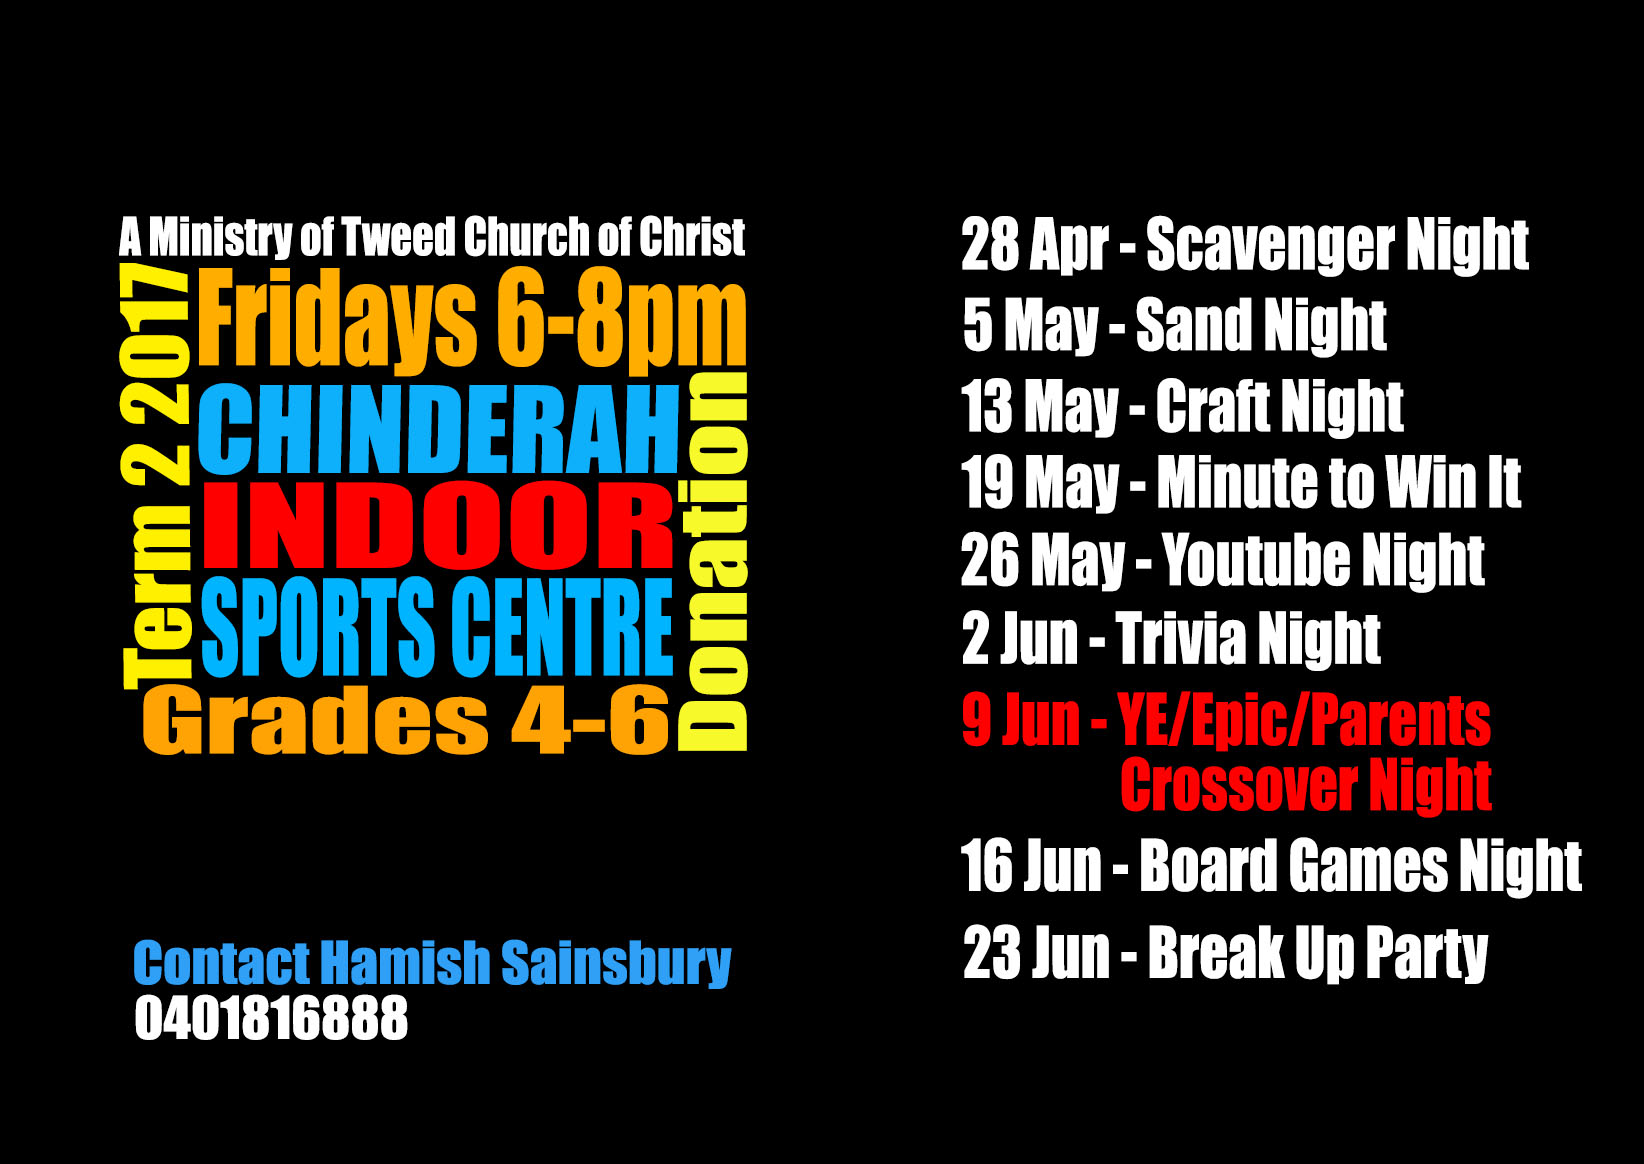 A Ministry of Tweed Church of Christ
Term 2 2017
Fridays 6-8pm
CHINDERAH
INDOOR
SPORTS CENTRE
Grades 4-6
Donation
Contact Hamish Sainsbury
0401816888
28 Apr - Scavenger Night
5 May - Sand Night
13 May - Craft Night
19 May - Minute to Win It
26 May - Youtube Night
2 Jun - Trivia Night
9 Jun - YE/Epic/Parents
Crossover Night
16 Jun - Board Games Night
23 Jun - Break Up Party